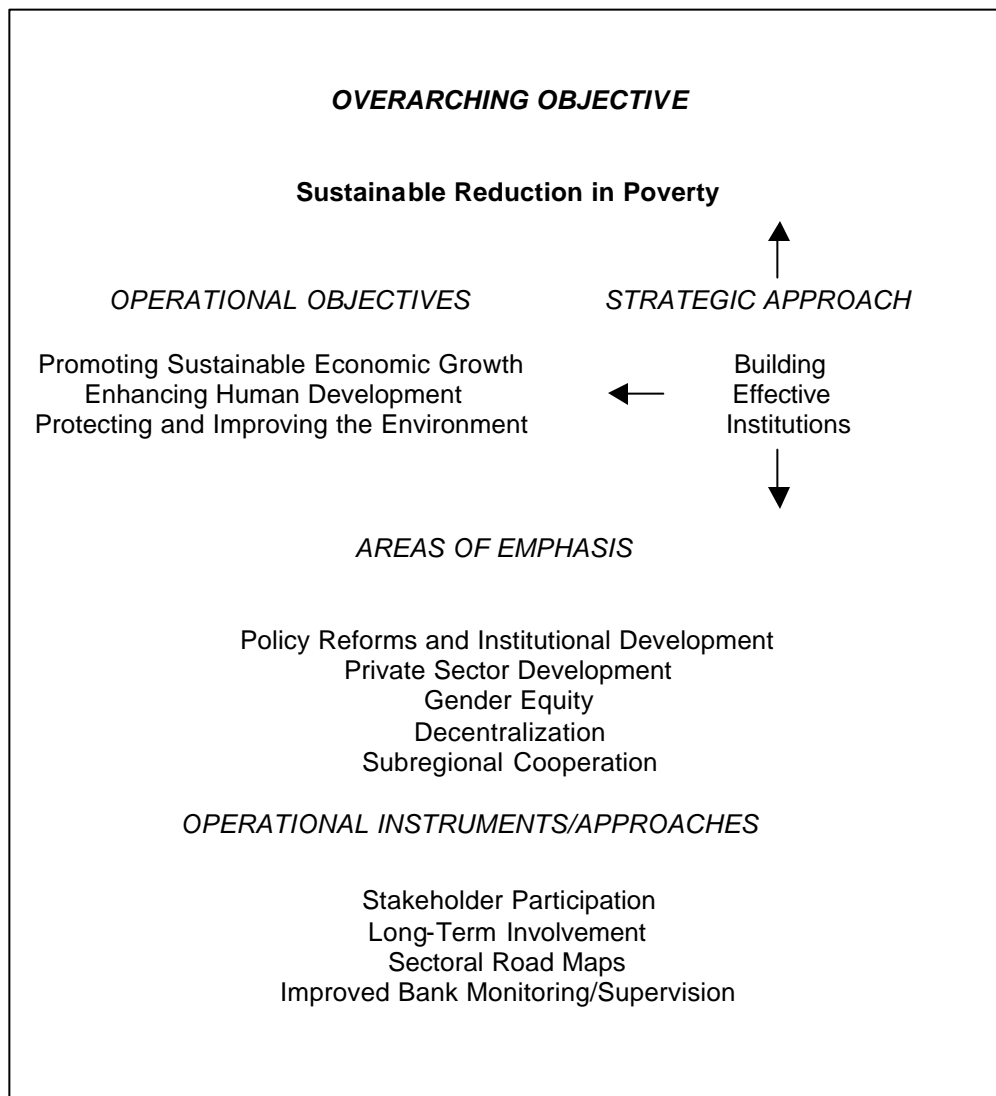 OVERARCHING OBJECTIVE
Sustainable Reduction in Poverty
OPERATIONAL OBJECTIVES
Promoting Sustainable Economic Growth
Enhancing Human Development
Protecting and Improving the Environment
STRATEGIC APPROACH
Building
Effective
Institutions
AREAS OF EMPHASIS
Policy Reforms and Institutional Development
Private Sector Development
Gender Equity
Decentralization
Subregional Cooperation
OPERATIONAL INSTRUMENTS/APPROACHES
Stakeholder Participation
Long-Term Involvement
Sectoral Road Maps
Improved Bank Monitoring/Supervision